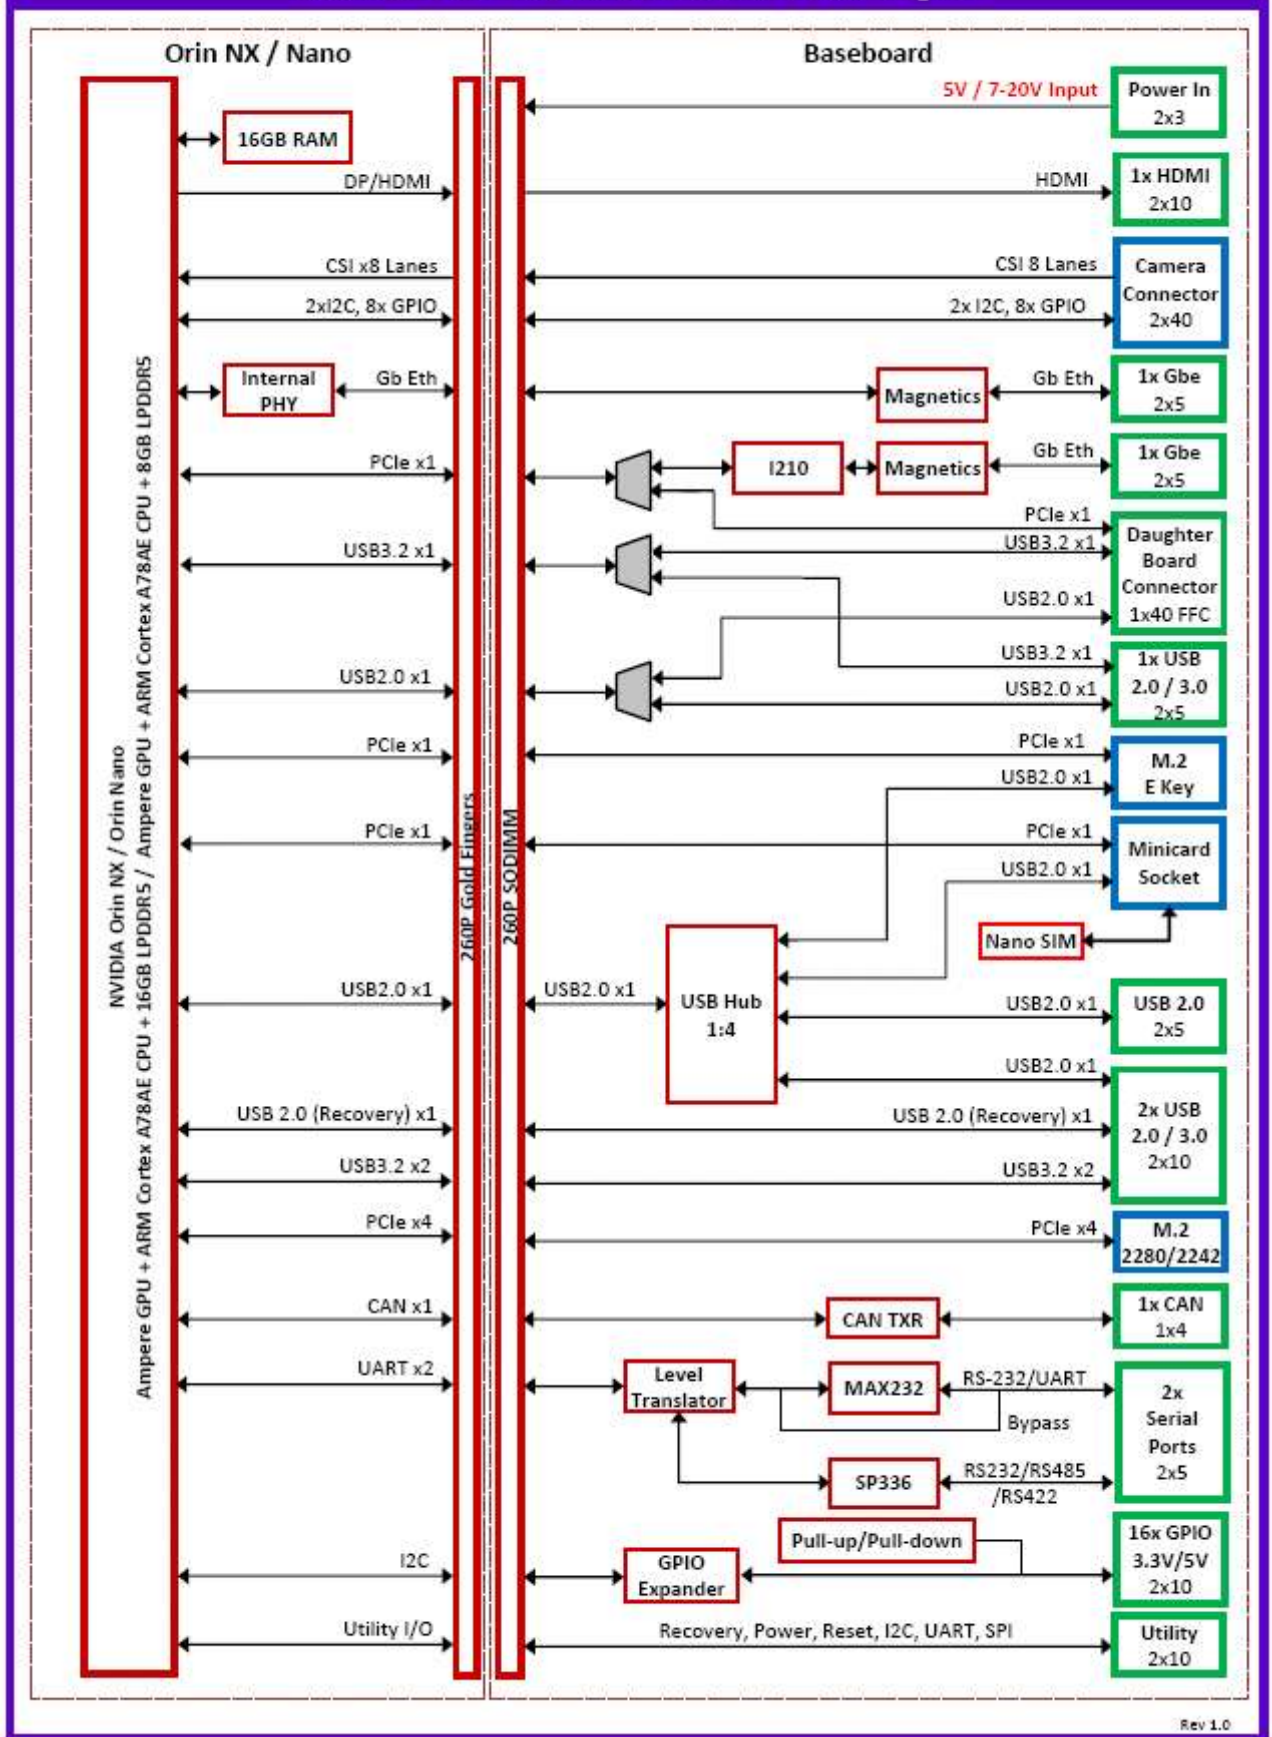 Orin NX / Nano
Baseboard
5V / 7-20V Input
Power In
2x3
16GB RAM
DP/HDMI
HDMI
1x HDMI
2x10
CSI x8 Lanes
CSI 8 Lanes
2xI2C, 8x GPIO
2x I2C, 8x GPIO
Camera
Connector
2x40
Internal
PHY
Gb Eth
Magnetics
Gb Eth
1x Gbe
2x5
PCIe x1
I210
Magnetics
Gb Eth
1x Gbe
2x5
PCIe x1
USB3.2 x1
USB3.2 x1
USB2.0 x1
Daughter
Board
Connector
1x40 FFC
USB2.0 x1
USB3.2 x1
USB2.0 x1
1x USB
2.0 / 3.0
2x5
PCIe x1
PCIe x1
USB2.0 x1
M.2
E Key
PCIe x1
PCIe x1
USB2.0 x1
Minicard
Socket
Nano SIM
NVIDIA Orin NX / Orin Nano
Ampere GPU + ARM Cortex A78AE CPU + 16GB LPDDR5 / Ampere GPU + ARM Cortex A78AE CPU + 8GB LPDDR5
260P Gold Fingers
260P SODIMM
USB2.0 x1
USB2.0 x1
USB Hub
1:4
USB2.0 x1
USB 2.0
2x5
USB2.0 x1
USB 2.0 (Recovery) x1
USB 2.0 (Recovery) x1
USB3.2 x2
USB3.2 x2
2x USB
2.0 / 3.0
2x10
PCIe x4
PCIe x4
M.2
2280/2242
CAN x1
CAN TXR
1x CAN
1x4
UART x2
Level
Translator
MAX232
RS-232/UART
Bypass
SP336
RS232/RS485
/RS422
2x
Serial
Ports
2x5
Pull-up/Pull-down
I2C
GPIO
Expander
16x GPIO
3.3V/5V
2x10
Utility I/O
Recovery, Power, Reset, I2C, UART, SPI
Utility
2x10
Rev 1.0